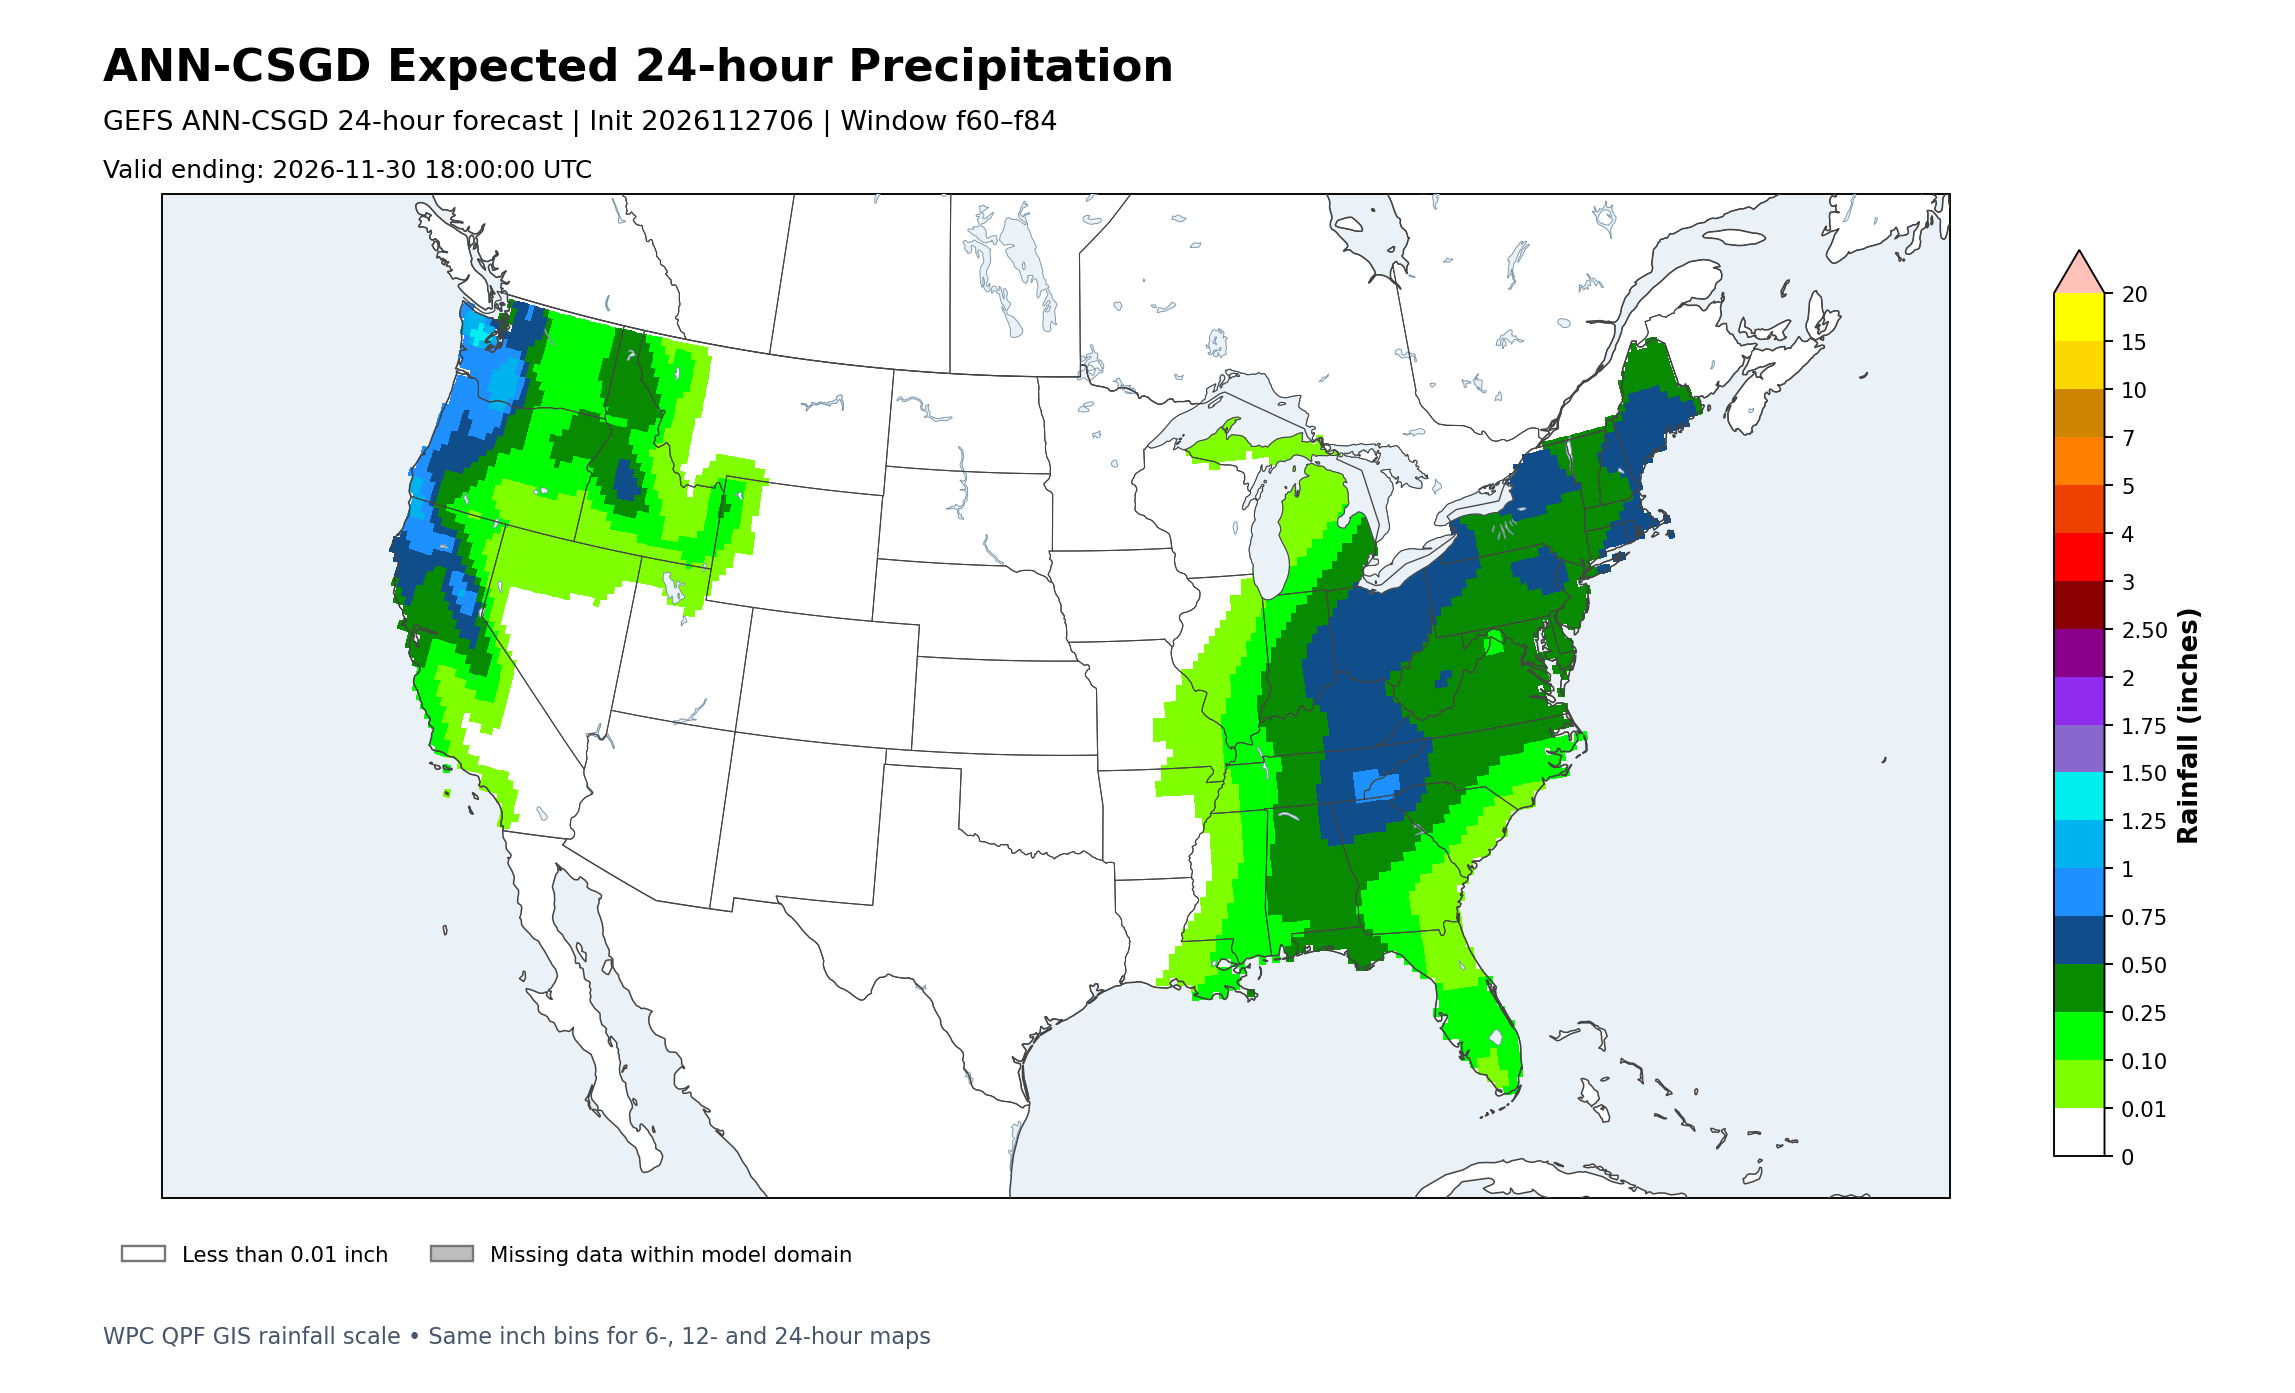 ANN-CSGD Expected 24-hour Precipitation
GEFS ANN-CSGD 24-hour forecast | Init 2026112706 | Window f60–f84
Valid ending: 2026-11-30 18:00:00 UTC
20
15
10
7
5
4
3
2.50
2
1.75
1.50
1.25
1
0.75
0.50
0.25
0.10
0.01
0
Rainfall (inches)
Less than 0.01 inch
Missing data within model domain
WPC QPF GIS rainfall scale • Same inch bins for 6-, 12- and 24-hour maps